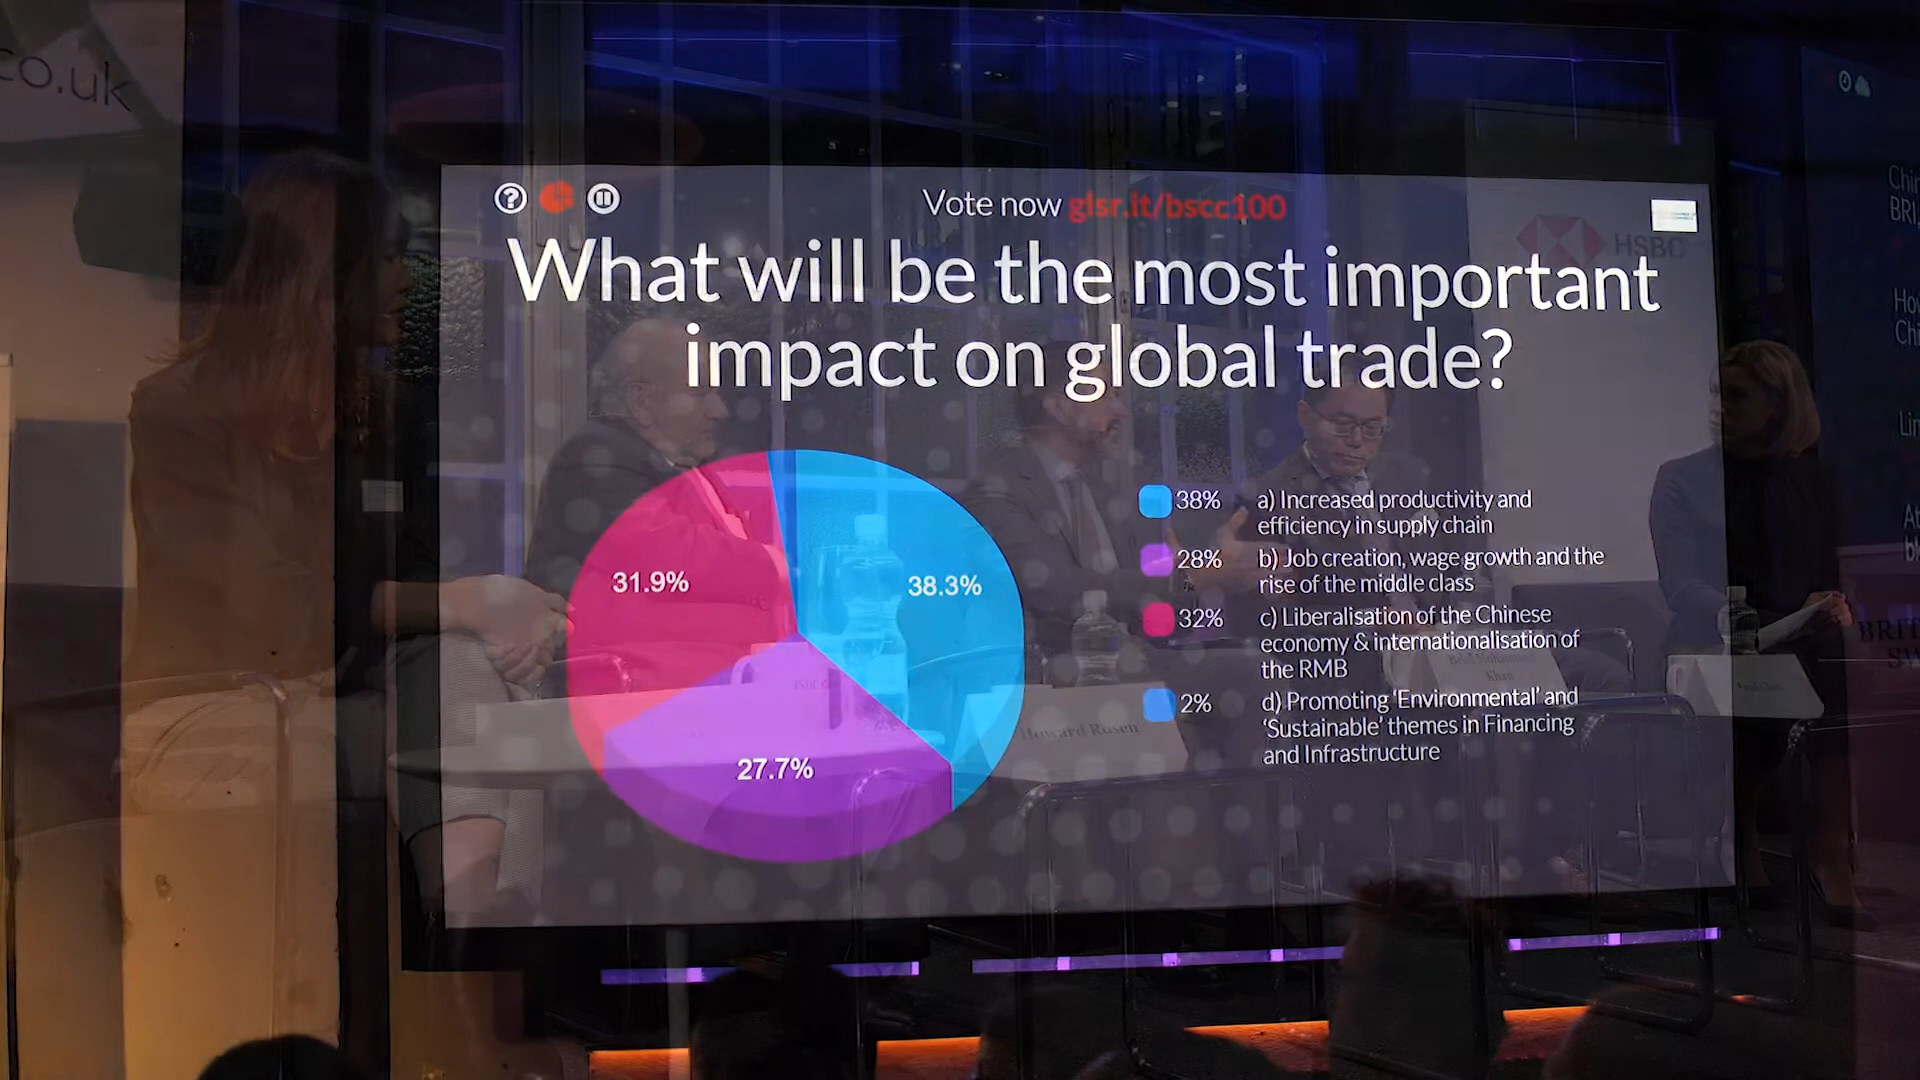 co.uk
Vote now glsr.it/bscc100
What will be the most important
impact on global trade?
HSBC
31.9%
38.3%
27.7%
38% a) Increased productivity and
efficiency in supply chain
28% b) Job creation, wage growth and the
rise of the middle class
32% c) Liberalisation of the Chinese
economy & internationalisation of
the RMB
2% d) Promoting 'Environmental' and
'Sustainable' themes in Financing
and Infrastructure
Khan
Howard Rosen